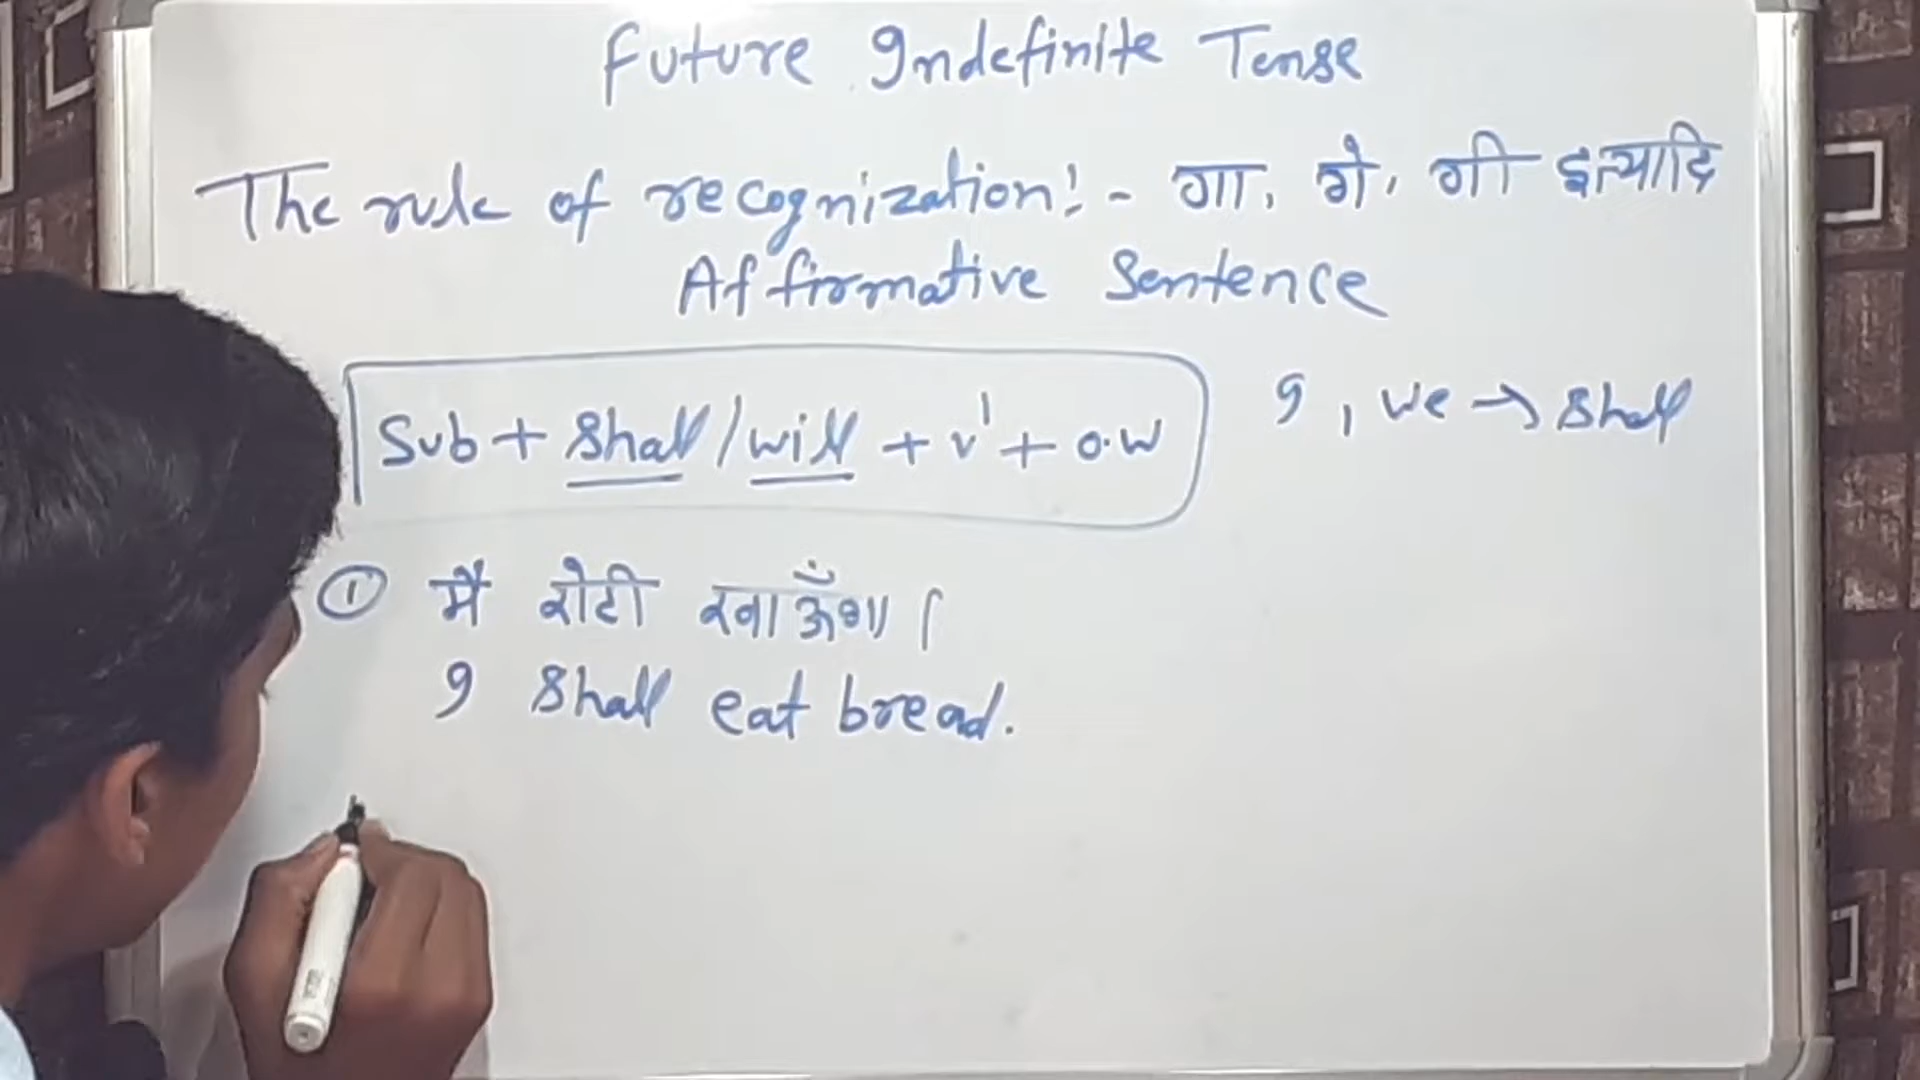 Future Indefinite Tense
The rule of recognization:- गा, गे, गी इत्यादि
Affirmative Sentence
Sub + Shall / will + v¹ + o.w
I, We → Shall
① मैं रोटी खाऊँगा।
I Shall eat bread.